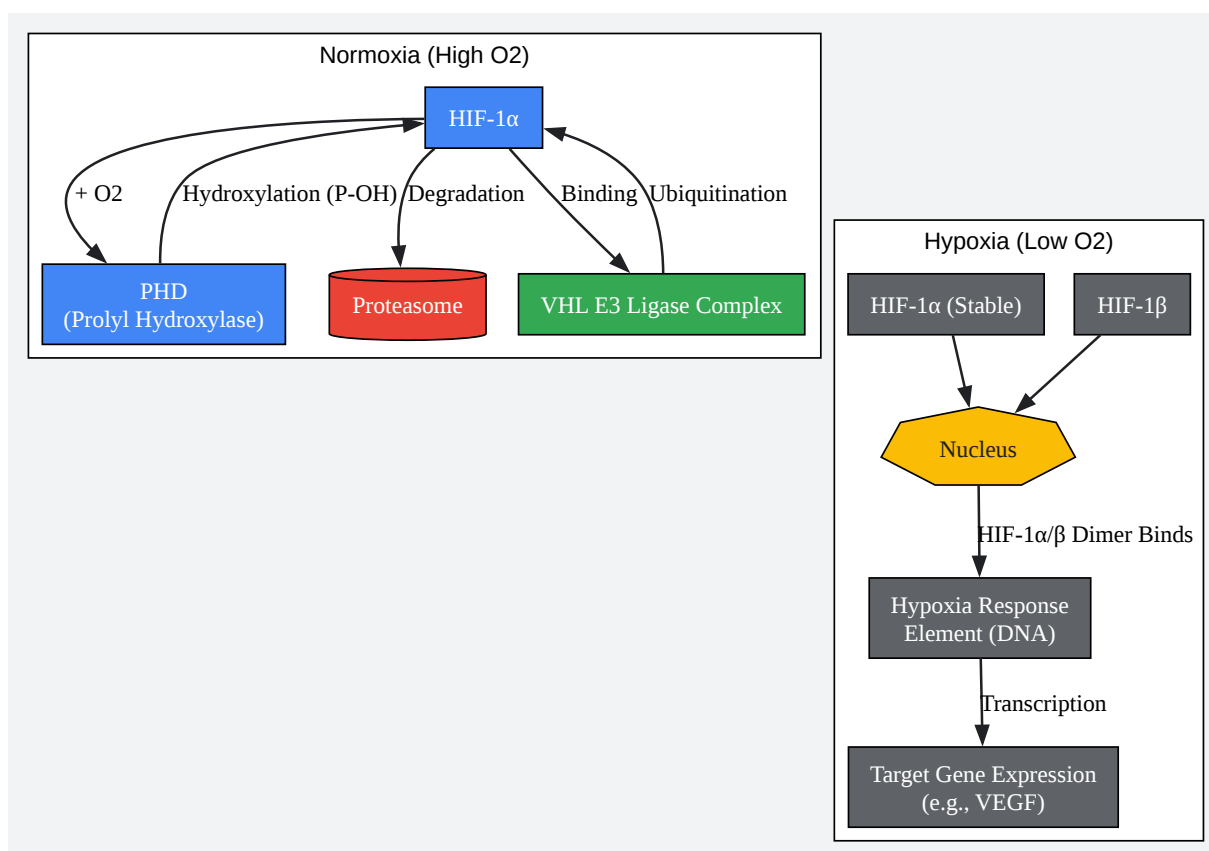 Normoxia (High O2)
HIF-1α
+ O2
Hydroxylation (P-OH)
Degradation
Binding
Ubiquitination
PHD
(Prolyl Hydroxylase)
Proteasome
VHL E3 Ligase Complex
Hypoxia (Low O2)
HIF-1α (Stable)
HIF-1β
Nucleus
HIF-1α/β Dimer Binds
Hypoxia Response
Element (DNA)
Transcription
Target Gene Expression
(e.g., VEGF)